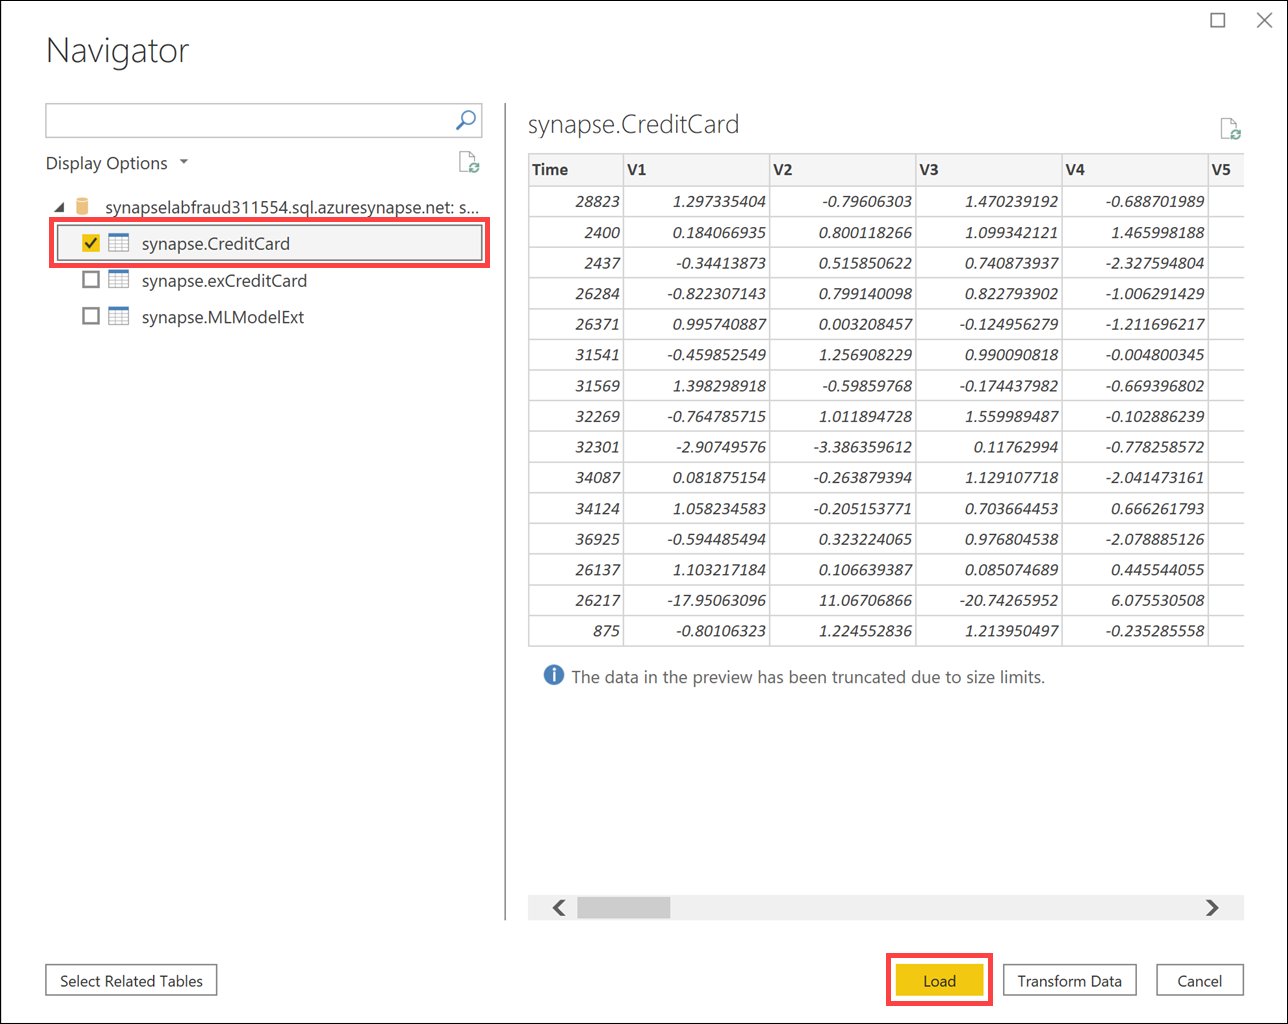 Navigator
Display Options
synapselabfraud311554.sql.azuresynapse.net: s...
synapse.CreditCard
synapse.exCreditCard
synapse.MLModelExt
synapse.CreditCard
Time V1 V2 V3 V4 V5
28823 1.297335404 -0.79606303 1.470239192 -0.688701989
2400 0.184066935 0.800118266 1.099342121 1.465998188
2437 -0.34413873 0.515850622 0.740873937 -2.327594804
26284 -0.822307143 0.799140098 0.822793902 -1.006291429
26371 0.995740887 0.003208457 -0.124956279 -1.211696217
31541 -0.459852549 1.256908229 0.990090818 -0.004800345
31569 1.398298918 -0.59859768 -0.174437982 -0.669396802
32269 -0.764785715 1.011894728 1.559989487 -0.102886239
32301 -2.90749576 -3.386359612 0.11762994 -0.778258572
34087 0.081875154 -0.263879394 1.129107718 -2.041473161
34124 1.058234583 -0.205153771 0.703664453 0.666261793
36925 -0.594485494 0.323224065 0.976804538 -2.078885126
26137 1.103217184 0.106639387 0.085074689 0.445544055
26217 -17.95063096 11.06706866 -20.74265952 6.075530508
875 -0.80106323 1.224552836 1.213950497 -0.235285558
The data in the preview has been truncated due to size limits.
Select Related Tables
Load
Transform Data
Cancel